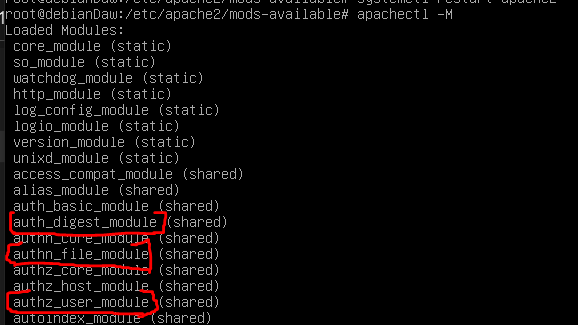 root@debianDaw:/etc/apache2/mods-available# systemctl restart apache2
root@debianDaw:/etc/apache2/mods-available# apachectl -M
Loaded Modules:
core_module (static)
so_module (static)
watchdog_module (static)
http_module (static)
log_config_module (static)
logio_module (static)
version_module (static)
unixd_module (static)
access_compat_module (shared)
alias_module (shared)
auth_basic_module (shared)
auth_digest_module (shared)
authn_core_module (shared)
authn_file_module (shared)
authz_core_module (shared)
authz_host_module (shared)
authz_user_module (shared)
autoindex_module (shared)